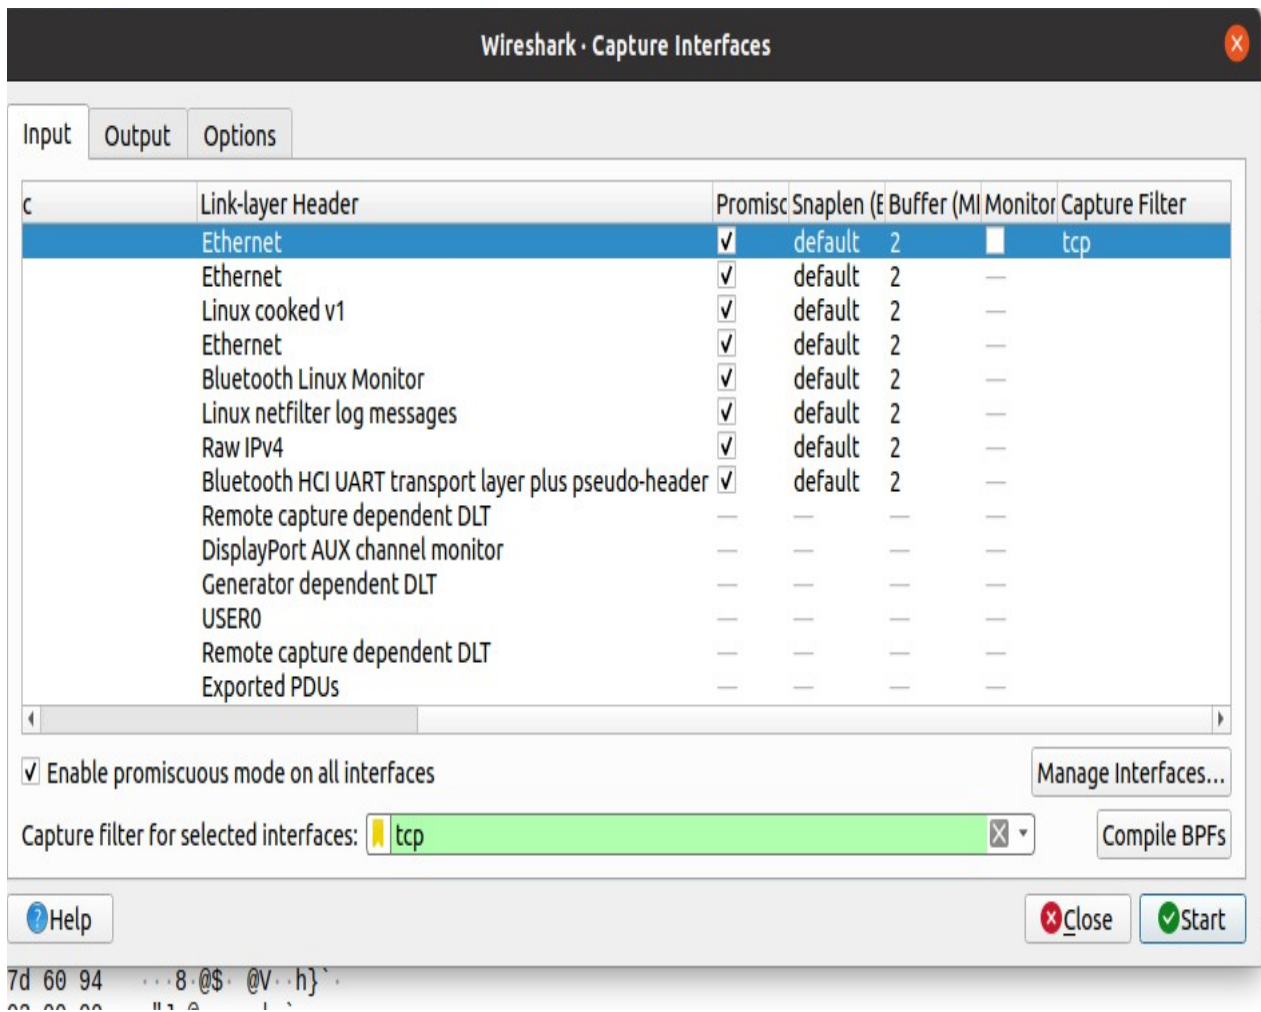 Wireshark · Capture Interfaces
Input Output Options
c Link-layer Header Promisc Snaplen (B Buffer (MI Monitor Capture Filter
Ethernet ✓ default 2 tcp
Ethernet ✓ default 2 —
Linux cooked v1 ✓ default 2 —
Ethernet ✓ default 2 —
Bluetooth Linux Monitor ✓ default 2 —
Linux netfilter log messages ✓ default 2 —
Raw IPv4 ✓ default 2 —
Bluetooth HCI UART transport layer plus pseudo-header ✓ default 2 —
Remote capture dependent DLT — — — —
DisplayPort AUX channel monitor — — — —
Generator dependent DLT — — — —
USER0 — — — —
Remote capture dependent DLT — — — —
Exported PDUs — — — —
✓ Enable promiscuous mode on all interfaces Manage Interfaces...
Capture filter for selected interfaces: tcp Compile BPFs
Help Close Start
7d 60 94 ···8·@$· @V··h}`·